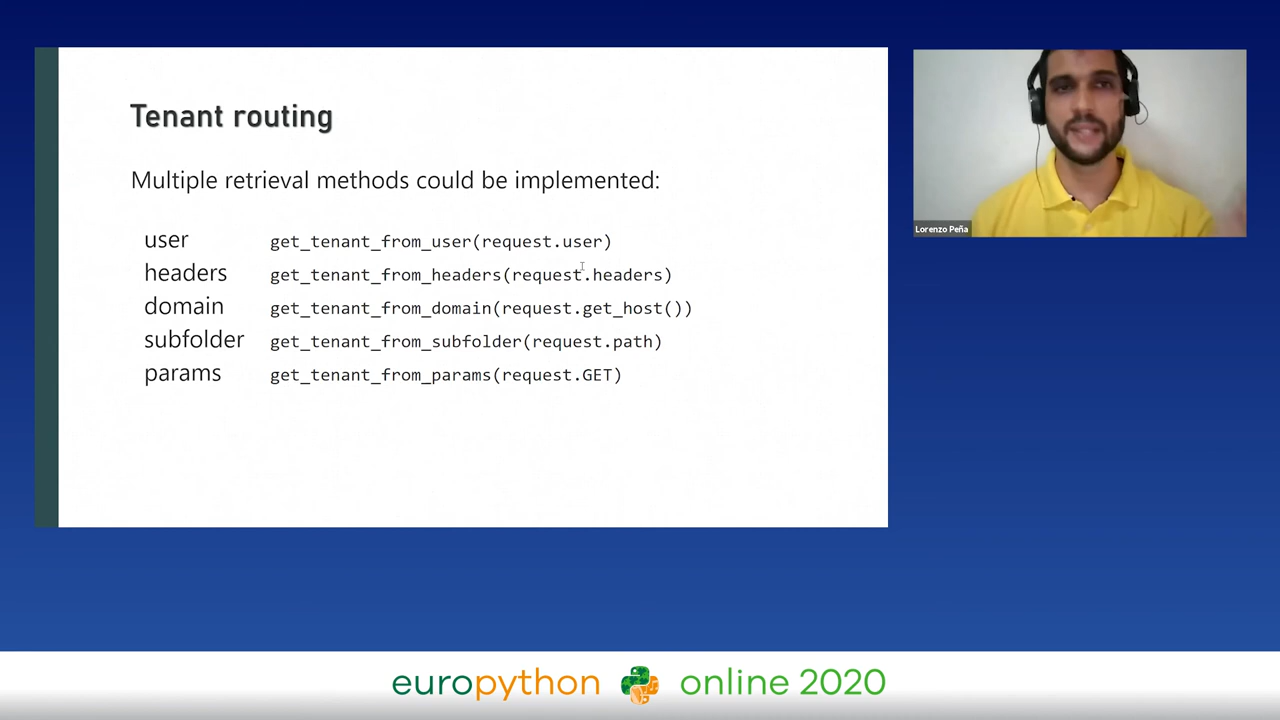 Tenant routing
Multiple retrieval methods could be implemented:
user get_tenant_from_user(request.user)
headers get_tenant_from_headers(request.headers)
domain get_tenant_from_domain(request.get_host())
subfolder get_tenant_from_subfolder(request.path)
params get_tenant_from_params(request.GET)
Lorenzo Peña
europython online 2020